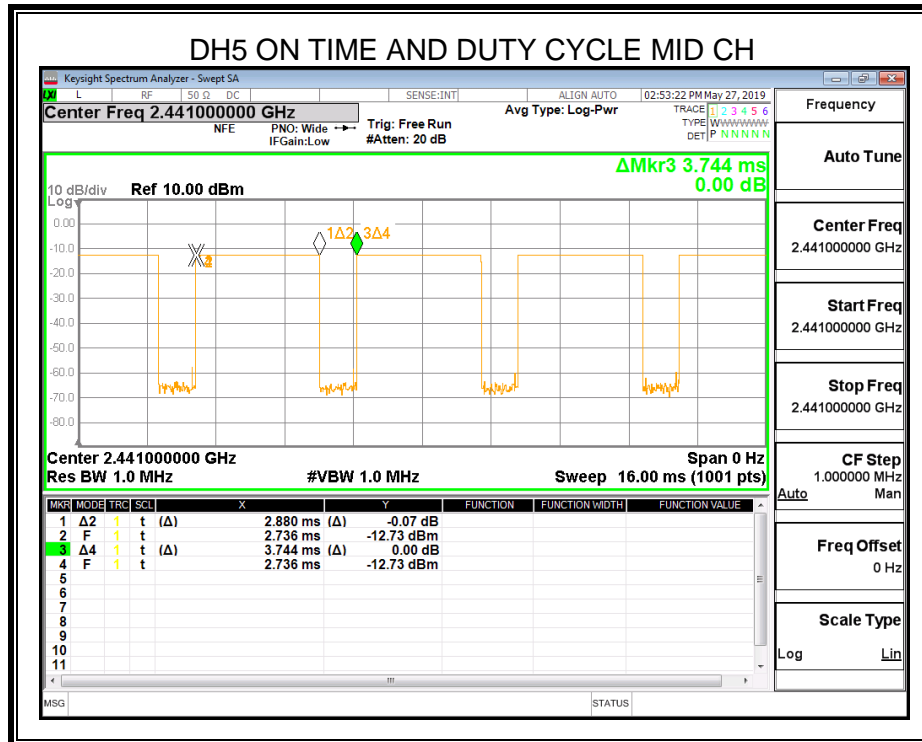 DH5 ON TIME AND DUTY CYCLE MID CH
Keysight Spectrum Analyzer - Swept SA
LXI L RF 50 Ω DC SENSE:INT ALIGN AUTO 02:53:22 PM May 27, 2019
Center Freq 2.441000000 GHz
NFE
PNO: Wide
IFGain:Low
Trig: Free Run
#Atten: 20 dB
Avg Type: Log-Pwr
TRACE 1 2 3 4 5 6
TYPE WWWWWW
DET P N N N N N
ΔMkr3 3.744 ms
0.00 dB
10 dB/div Ref 10.00 dBm
Log
0.00
-10.0
-20.0
-30.0
-40.0
-50.0
-60.0
-70.0
-80.0
1Δ2 3Δ4
Center 2.441000000 GHz Span 0 Hz
Res BW 1.0 MHz #VBW 1.0 MHz Sweep 16.00 ms (1001 pts)
MKR MODE TRC SCL X Y FUNCTION FUNCTION WIDTH FUNCTION VALUE
1 Δ2 1 t (Δ) 2.880 ms (Δ) -0.07 dB
2 F 1 t 2.736 ms -12.73 dBm
3 Δ4 1 t (Δ) 3.744 ms (Δ) 0.00 dB
4 F 1 t 2.736 ms -12.73 dBm
5
6
7
8
9
10
11
MSG STATUS
Frequency
Auto Tune
Center Freq
2.441000000 GHz
Start Freq
2.441000000 GHz
Stop Freq
2.441000000 GHz
CF Step
1.000000 MHz
Auto Man
Freq Offset
0 Hz
Scale Type
Log Lin